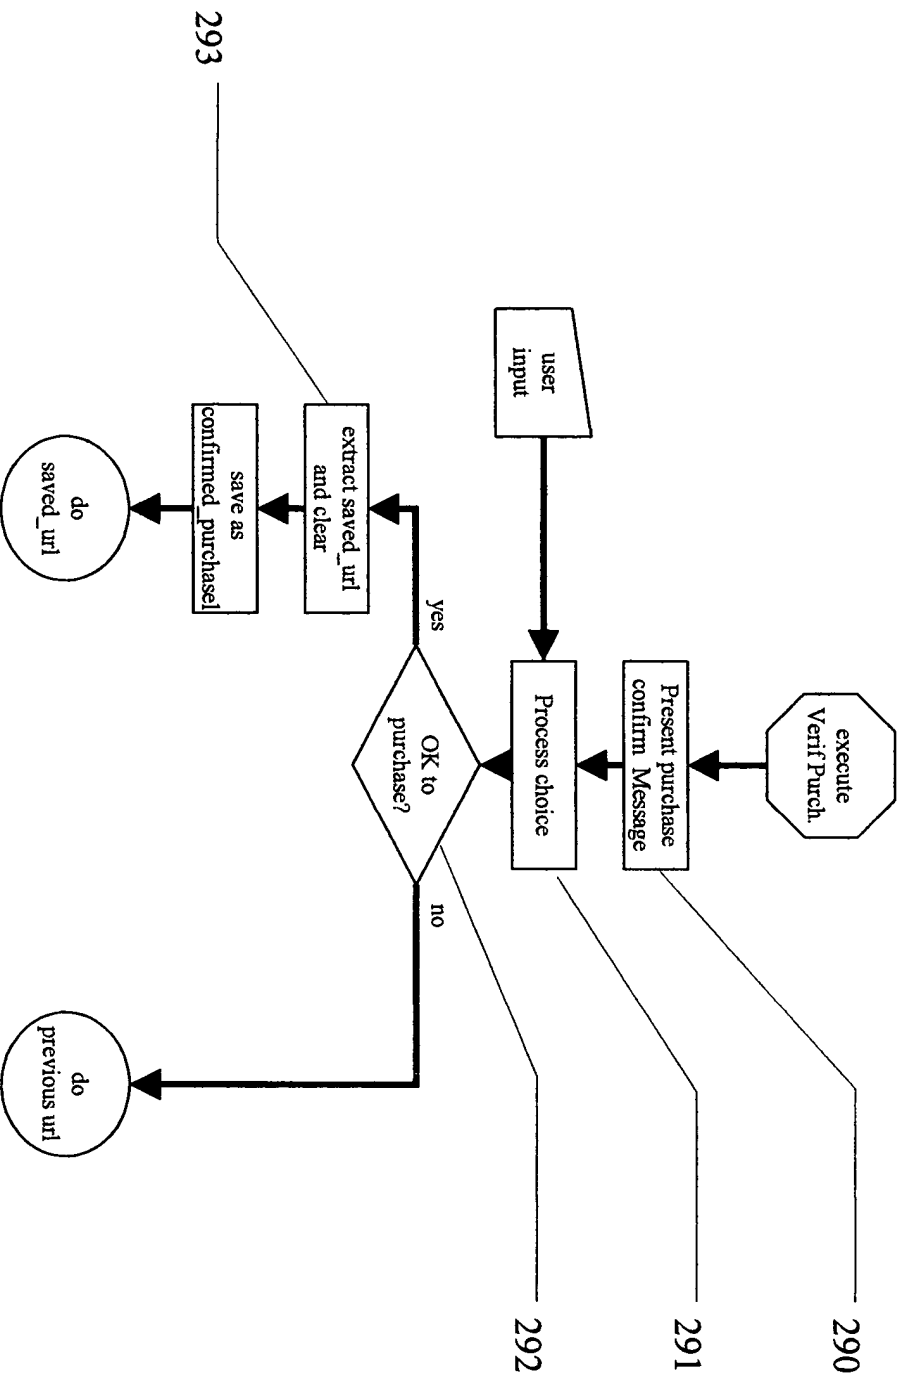 execute
Verif Purch.
290
Present purchase
confirm Message
291
user
input
Process choice
292
OK to
purchase?
yes
no
293
extract saved_url
and clear
save as
confirmed_purchase1
do
saved_url
do
previous url